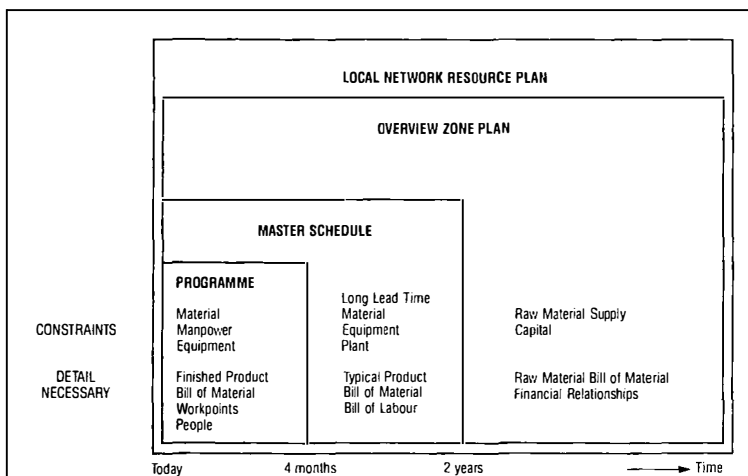 LOCAL NETWORK RESOURCE PLAN
OVERVIEW ZONE PLAN
MASTER SCHEDULE
PROGRAMME
CONSTRAINTS
Material
Manpower
Equipment
Long Lead Time
Material
Equipment
Plant
Raw Material Supply
Capital
DETAIL
NECESSARY
Finished Product
Bill of Material
Workpoints
People
Typical Product
Bill of Material
Bill of Labour
Raw Material Bill of Material
Financial Relationships
Today
4 months
2 years
Time